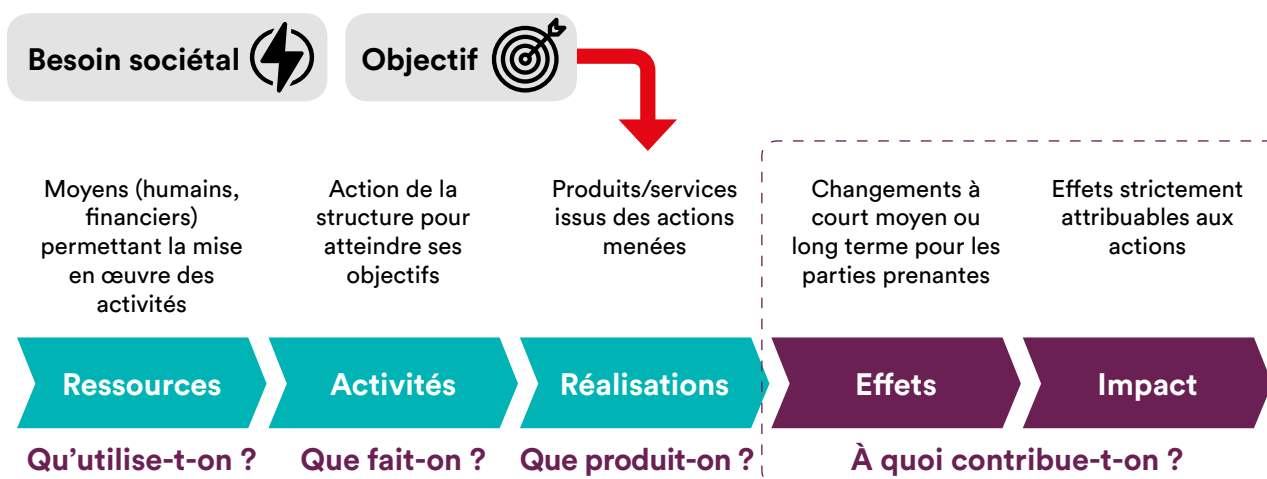 Besoin sociétal
Objectif
Moyens (humains,
financiers)
permettant la mise
en œuvre des
activités
Action de la
structure pour
atteindre ses
objectifs
Produits/services
issus des actions
menées
Changements à
court moyen ou
long terme pour les
parties prenantes
Effets strictement
attribuables aux
actions
Ressources
Activités
Réalisations
Effets
Impact
Qu’utilise-t-on ?
Que fait-on ?
Que produit-on ?
À quoi contribue-t-on ?